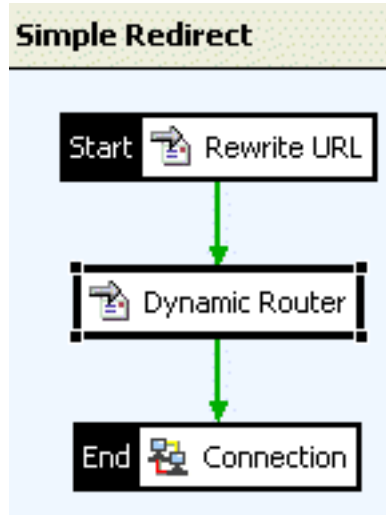 Simple Redirect
Start Rewrite URL
Dynamic Router
End Connection